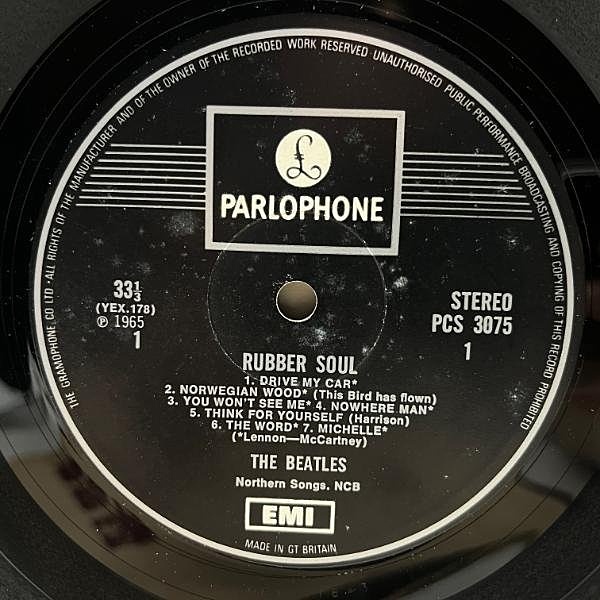 THE GRAMOPHONE CO LTD · ALL RIGHTS OF THE MANUFACTURER AND OF THE OWNER OF THE RECORDED WORK RESERVED · UNAUTHORISED PUBLIC PERFORMANCE BROADCASTING AND COPYING OF THIS RECORD PROHIBITED
£
PARLOPHONE
33⅓
(YEX.178)
℗ 1965
1
STEREO
PCS 3075
1
RUBBER SOUL
1. DRIVE MY CAR*
2. NORWEGIAN WOOD* (This Bird has flown)
3. YOU WON'T SEE ME* 4. NOWHERE MAN*
5. THINK FOR YOURSELF (Harrison)
6. THE WORD* 7. MICHELLE*
(*Lennon—McCartney)
THE BEATLES
Northern Songs. NCB
EMI
MADE IN GT BRITAIN